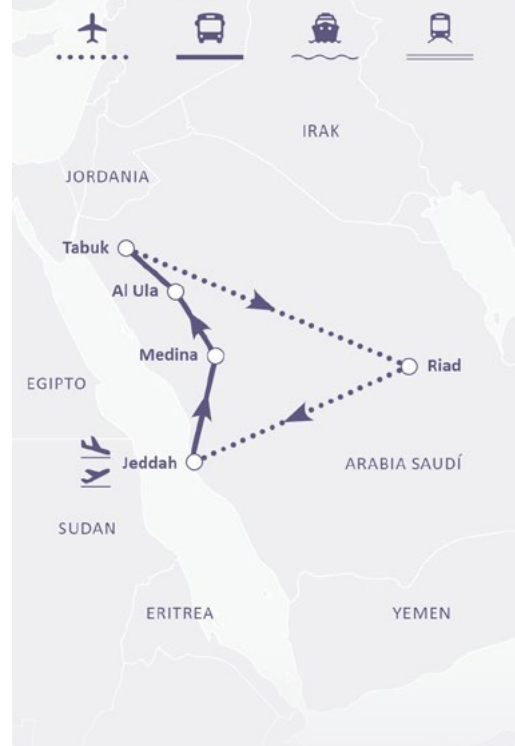 IRAK
JORDANIA
Tabuk
Al Ula
Medina
Riad
EGIPTO
Jeddah
ARABIA SAUDÍ
SUDAN
ERITREA
YEMEN